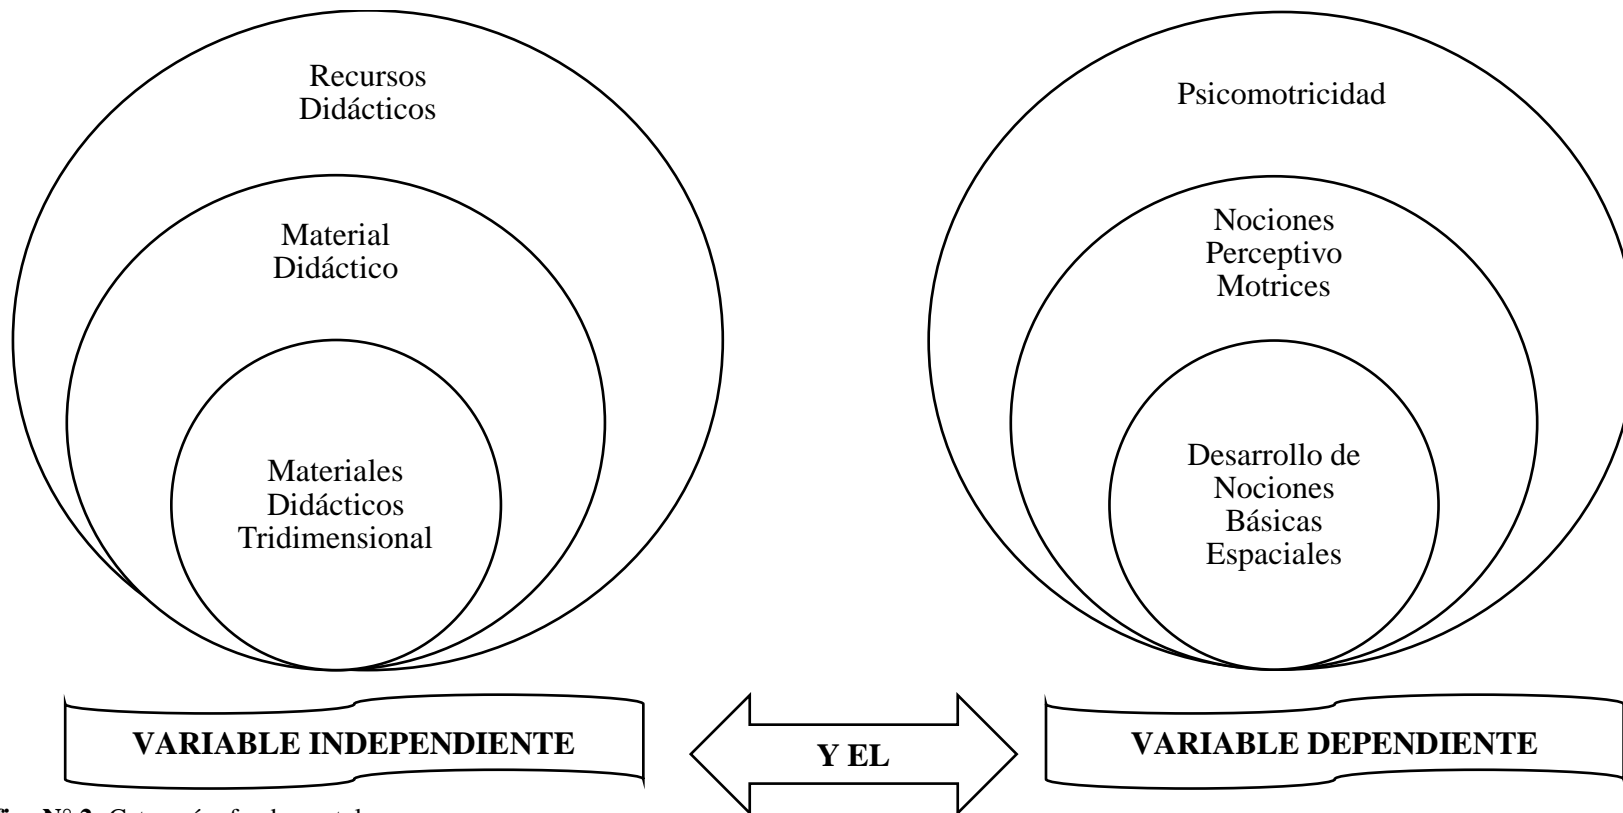 Recursos
Didácticos
Material
Didáctico
Materiales
Didácticos
Tridimensional
Psicomotricidad
Nociones
Perceptivo
Motrices
Desarrollo de
Nociones
Básicas
Espaciales
VARIABLE INDEPENDIENTE
Y EL
VARIABLE DEPENDIENTE
N° 2